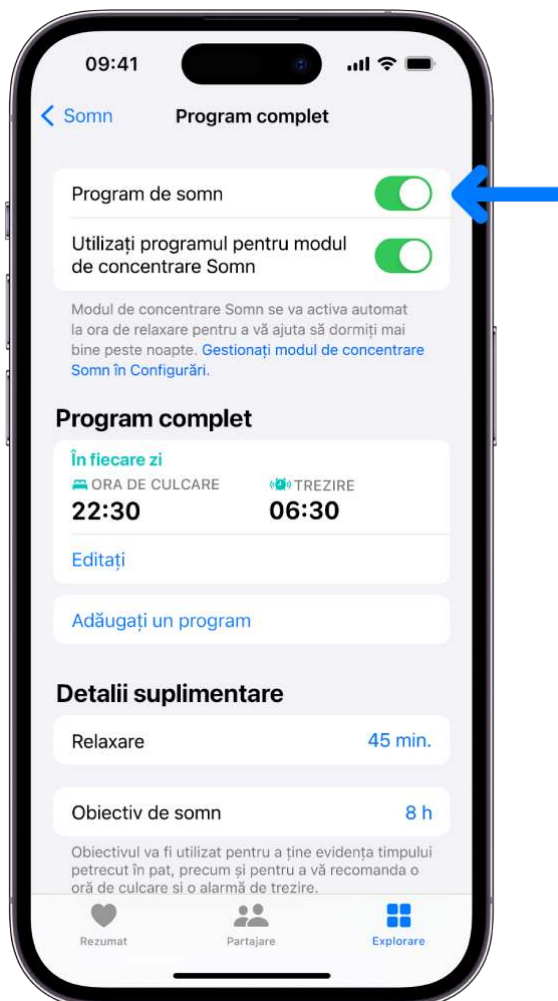 09:41
Somn
Program complet
Program de somn
Utilizați programul pentru modul
de concentrare Somn
Modul de concentrare Somn se va activa automat
la ora de relaxare pentru a vă ajuta să dormiți mai
bine peste noapte. Gestionați modul de concentrare
Somn în Configurări.
Program complet
În fiecare zi
ORA DE CULCARE
TREZIRE
22:30
06:30
Editați
Adăugați un program
Detalii suplimentare
Relaxare
45 min.
Obiectiv de somn
8 h
Obiectivul va fi utilizat pentru a ține evidența timpului
petrecut în pat, precum și pentru a vă recomanda o
oră de culcare si o alarmă de trezire.
Rezumat
Partajare
Explorare